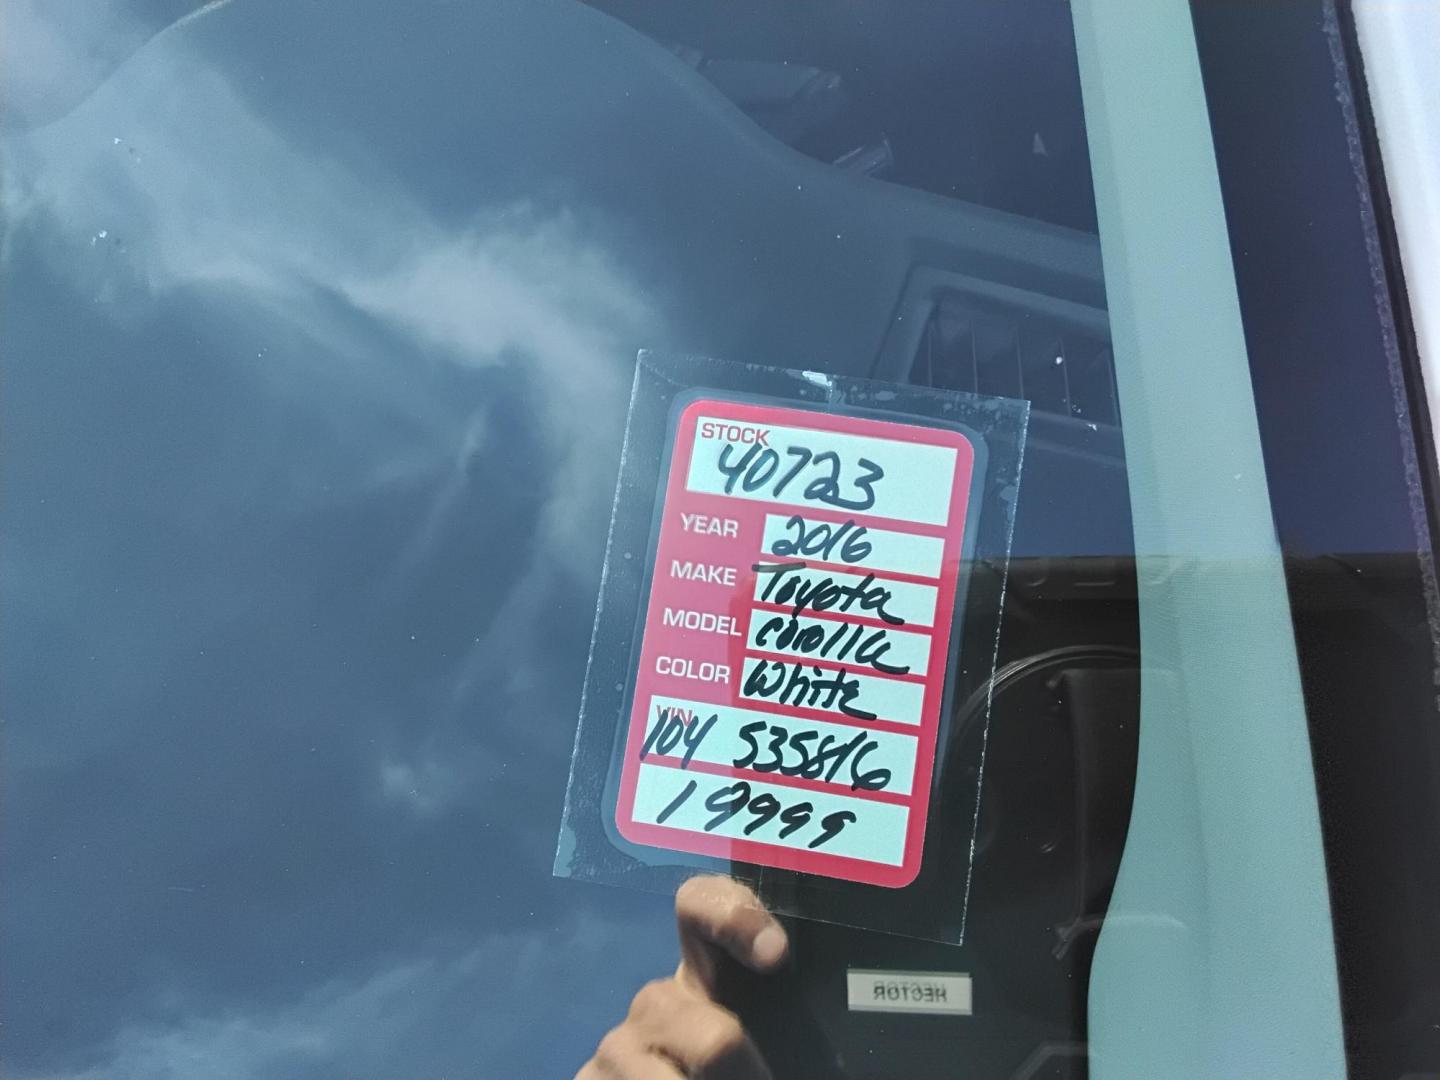 STOCK
40723
YEAR 2016
MAKE Toyota
MODEL corolla
COLOR White
VIN
104 535816
19999
HECTOR